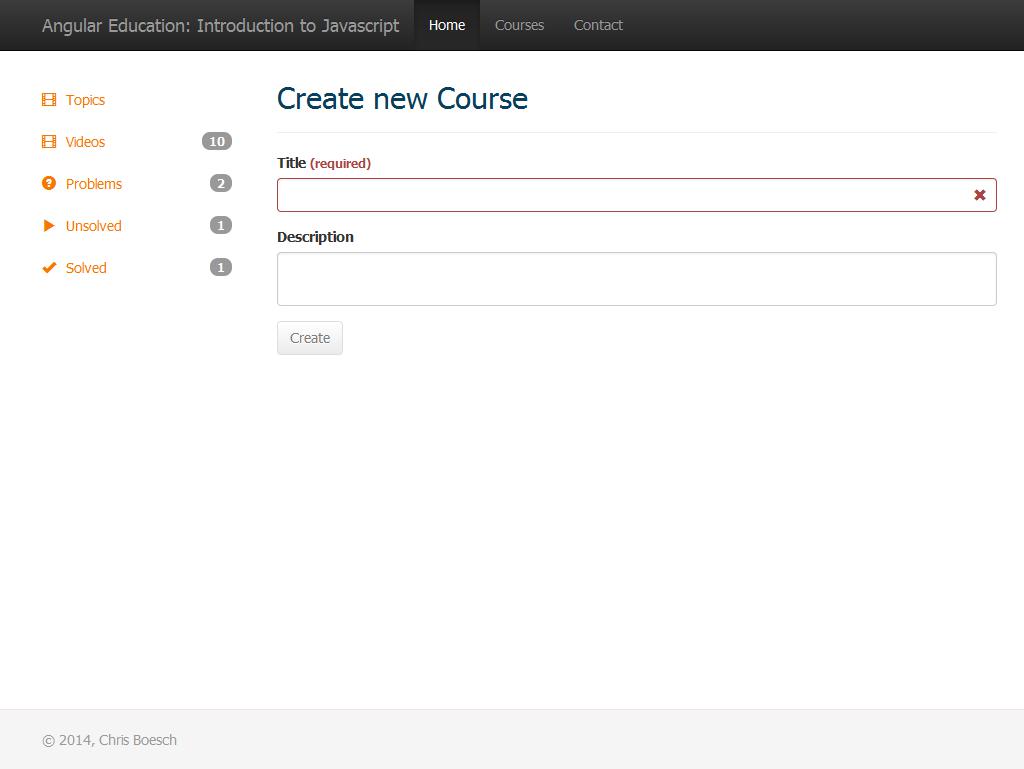 Angular Education: Introduction to Javascript Home Courses Contact
Topics
Videos 10
Problems 2
Unsolved 1
Solved 1
Create new Course
Title (required)
Description
Create
© 2014, Chris Boesch